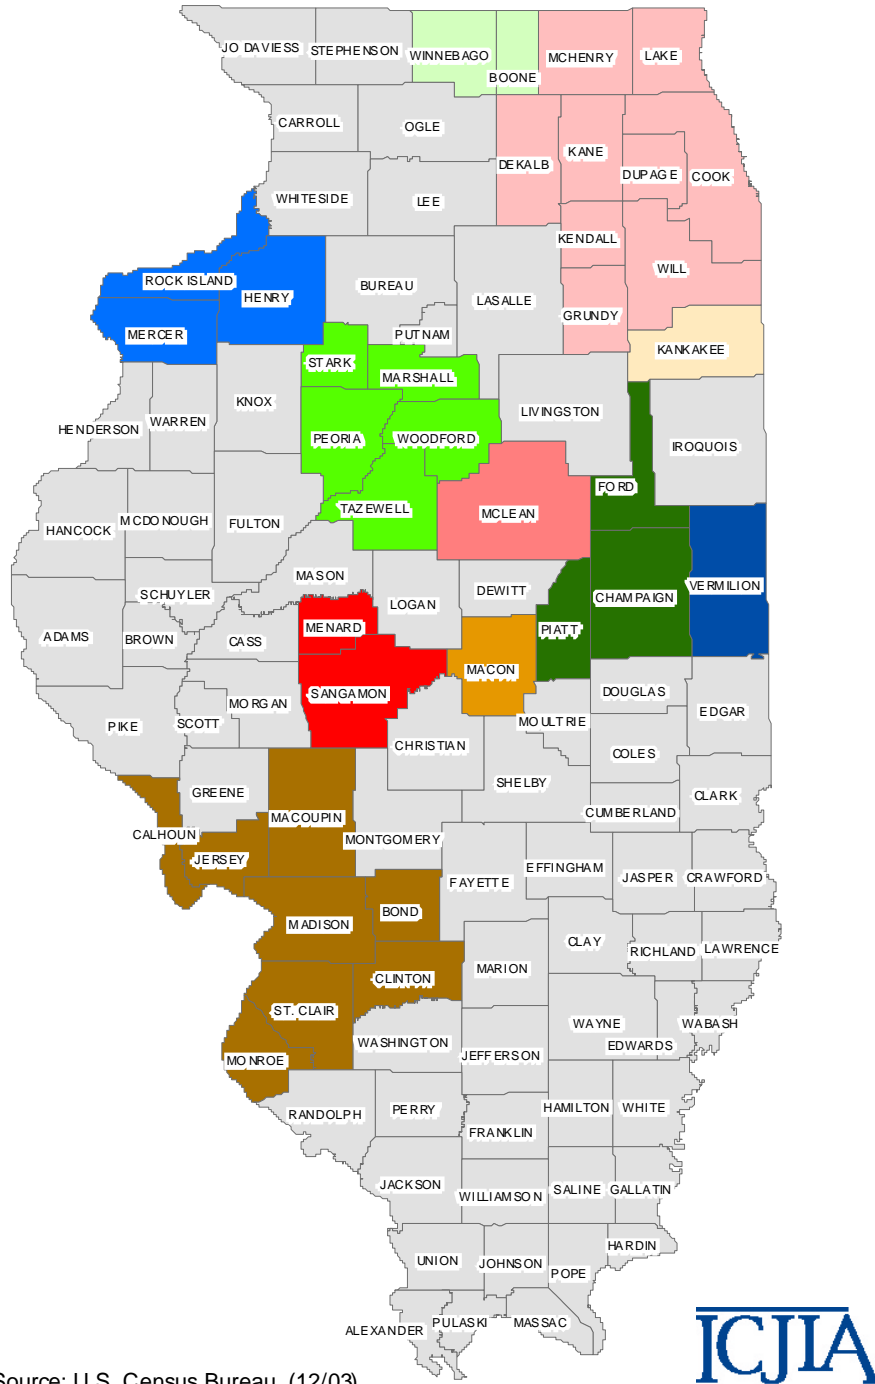 JO DAVIESS
STEPHENSON
WINNEBAGO
BOONE
MCHENRY
LAKE
CARROLL
OGLE
DEKALB
KANE
DUPAGE
COOK
WHITESIDE
LEE
KENDALL
WILL
ROCK ISLAND
HENRY
BUREAU
LASALLE
GRUNDY
MERCER
PUTNAM
KANKAKEE
STARK
MARSHALL
KNOX
LIVINGSTON
HENDERSON
WARREN
PEORIA
WOODFORD
IROQUOIS
FORD
HANCOCK
MCDONOUGH
FULTON
TAZEWELL
MCLEAN
MASON
SCHUYLER
LOGAN
DEWITT
CHAMPAIGN
VERMILION
ADAMS
BROWN
CASS
MENARD
PIATT
MACON
SANGAMON
DOUGLAS
PIKE
SCOTT
MORGAN
MOULTRIE
EDGAR
CHRISTIAN
COLES
SHELBY
GREENE
CLARK
CALHOUN
MACOUPIN
MONTGOMERY
CUMBERLAND
JERSEY
EFFINGHAM
FAYETTE
JASPER
CRAWFORD
MADISON
BOND
CLAY
RICHLAND
LAWRENCE
CLINTON
MARION
ST. CLAIR
WAYNE
WABASH
EDWARDS
MONROE
WASHINGTON
JEFFERSON
RANDOLPH
PERRY
HAMILTON
WHITE
FRANKLIN
JACKSON
WILLIAMSON
SALINE
GALLATIN
UNION
JOHNSON
HARDIN
POPE
ALEXANDER
PULASKI
MASSAC
ICJIA
Source: U.S. Census Bureau (12/03)